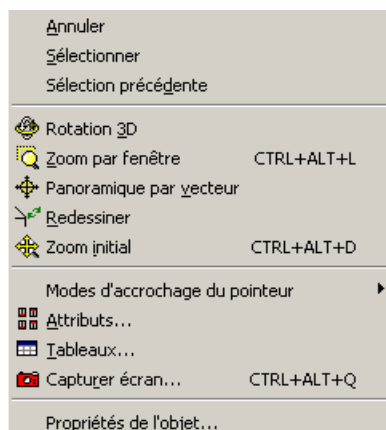 Annuler
Sélectionner
Sélection précédente
Rotation 3D
Zoom par fenêtre CTRL+ALT+L
Panoramique par vecteur
Redessiner
Zoom initial CTRL+ALT+D
Modes d'accrochage du pointeur
Attributs...
Tableaux...
Capturer écran... CTRL+ALT+Q
Propriétés de l'objet...